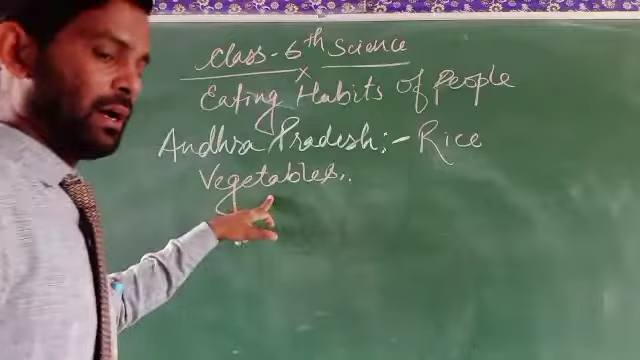 Class - 6th Science
Eating Habits of People
Andhra Pradesh :- Rice
Vegetables..